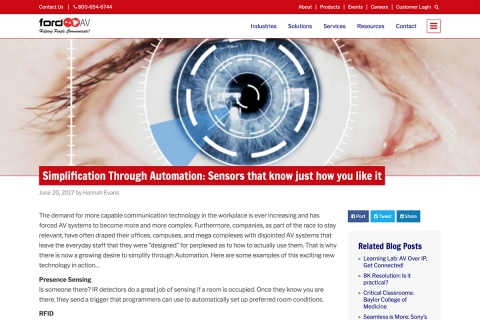 Contact Us | 800-654-6744
About | Products | Events | Careers | Customer Login
ford AV
Helping People Communicate!
Industries Solutions Services Resources Contact
Simplification Through Automation: Sensors that know just how you like it
June 20, 2017 by Hannah Evans
The demand for more capable communication technology in the workplace is ever increasing and has
forced AV systems to become more and more complex. Furthermore, companies, as part of the race to stay
relevant, have often draped their offices, campuses, and mega complexes with disjointed AV systems that
leave the everyday staff that they were "designed" for perplexed as to how to actually use them. That is why
there is now a growing desire to simplify through Automation. Here are some examples of this exciting new
technology in action...
Presence Sensing
Is someone there? IR detectors do a great job of sensing if a room is occupied. Once they know you are
there, they send a trigger that programmers can use to automatically set up preferred room conditions.
RFID
Post Tweet Share
Related Blog Posts
Learning Lab: AV Over IP,
Get Connected!
8K Resolution: Is it
practical?
Critical Classrooms:
Baylor College of
Medicine
Seamless is More: Sony's